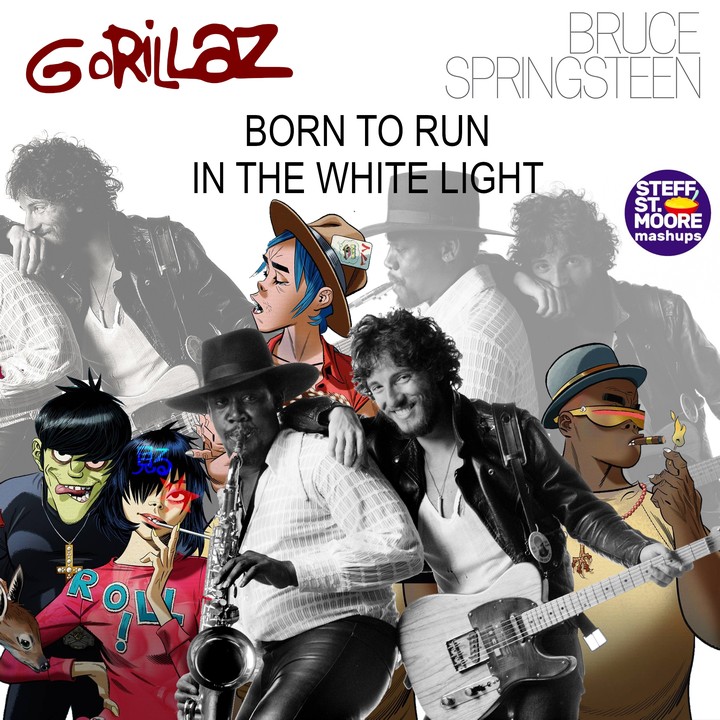 GORILLAZ
BRUCE
SPRINGSTEEN
BORN TO RUN
IN THE WHITE LIGHT
STEFF
ST.
MOORE
mashups
ROLL
!